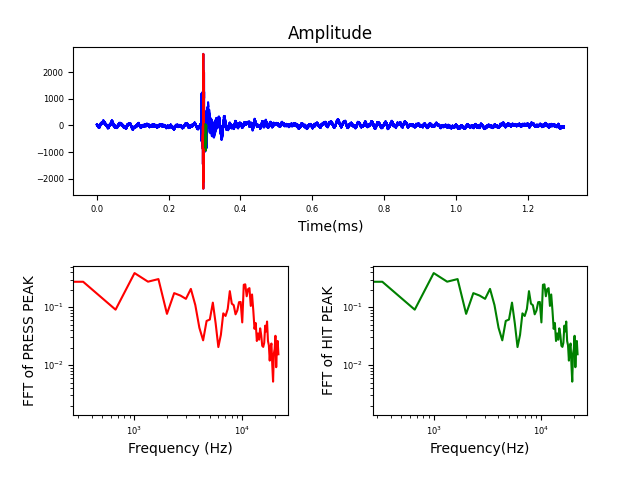 Amplitude
2000
1000
0
−1000
−2000
0.0 0.2 0.4 0.6 0.8 1.0 1.2
Time(ms)
FFT of PRESS PEAK
10⁻¹
10⁻²
10³ 10⁴
Frequency (Hz)
FFT of HIT PEAK
10⁻¹
10⁻²
10³ 10⁴
Frequency(Hz)